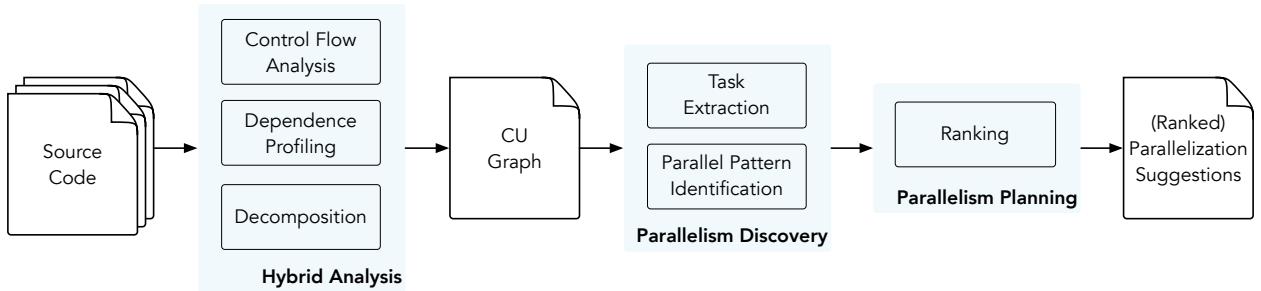 Source
Code
Control Flow
Analysis
Dependence
Profiling
Decomposition
Hybrid Analysis
CU
Graph
Task
Extraction
Parallel Pattern
Identification
Parallelism Discovery
Ranking
Parallelism Planning
(Ranked)
Parallelization
Suggestions